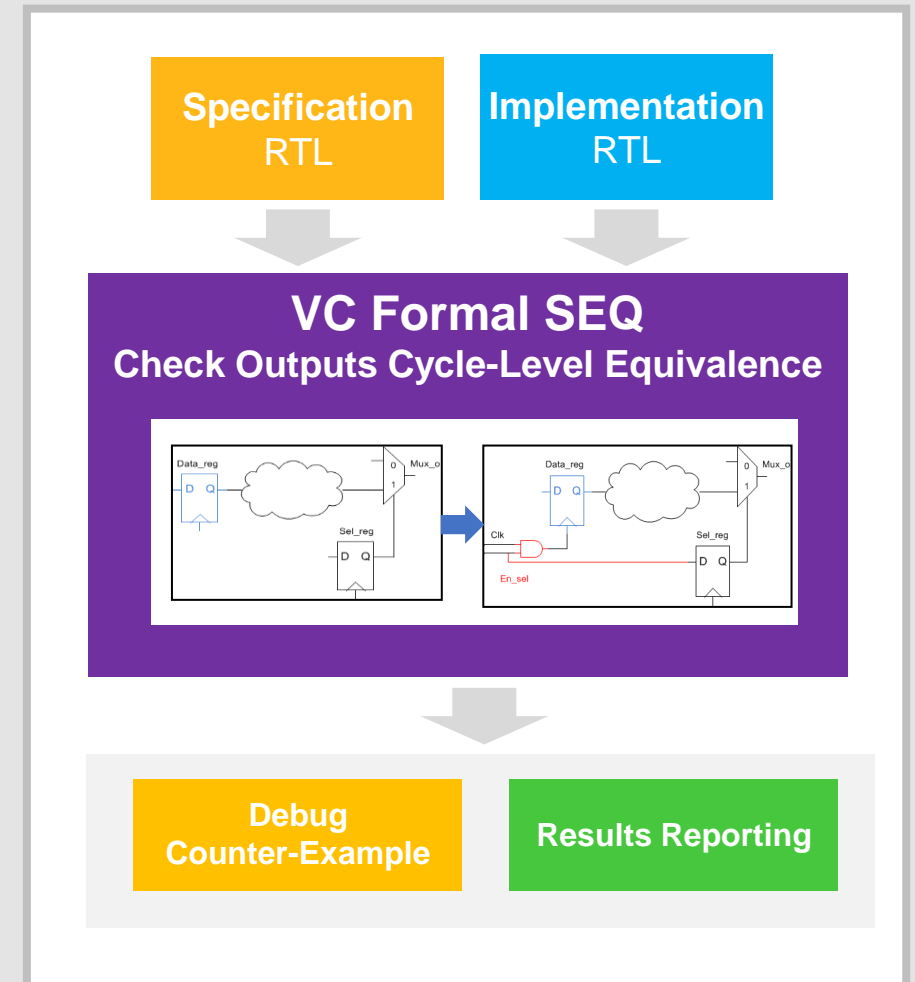 Specification
RTL
Implementation
RTL
VC Formal SEQ
Check Outputs Cycle-Level Equivalence
Data_reg
D Q
0
1
Mux_o
Sel_reg
D Q
Data_reg
D Q
0
1
Mux_o
Clk
Sel_reg
D Q
En_sel
Debug
Counter-Example
Results Reporting